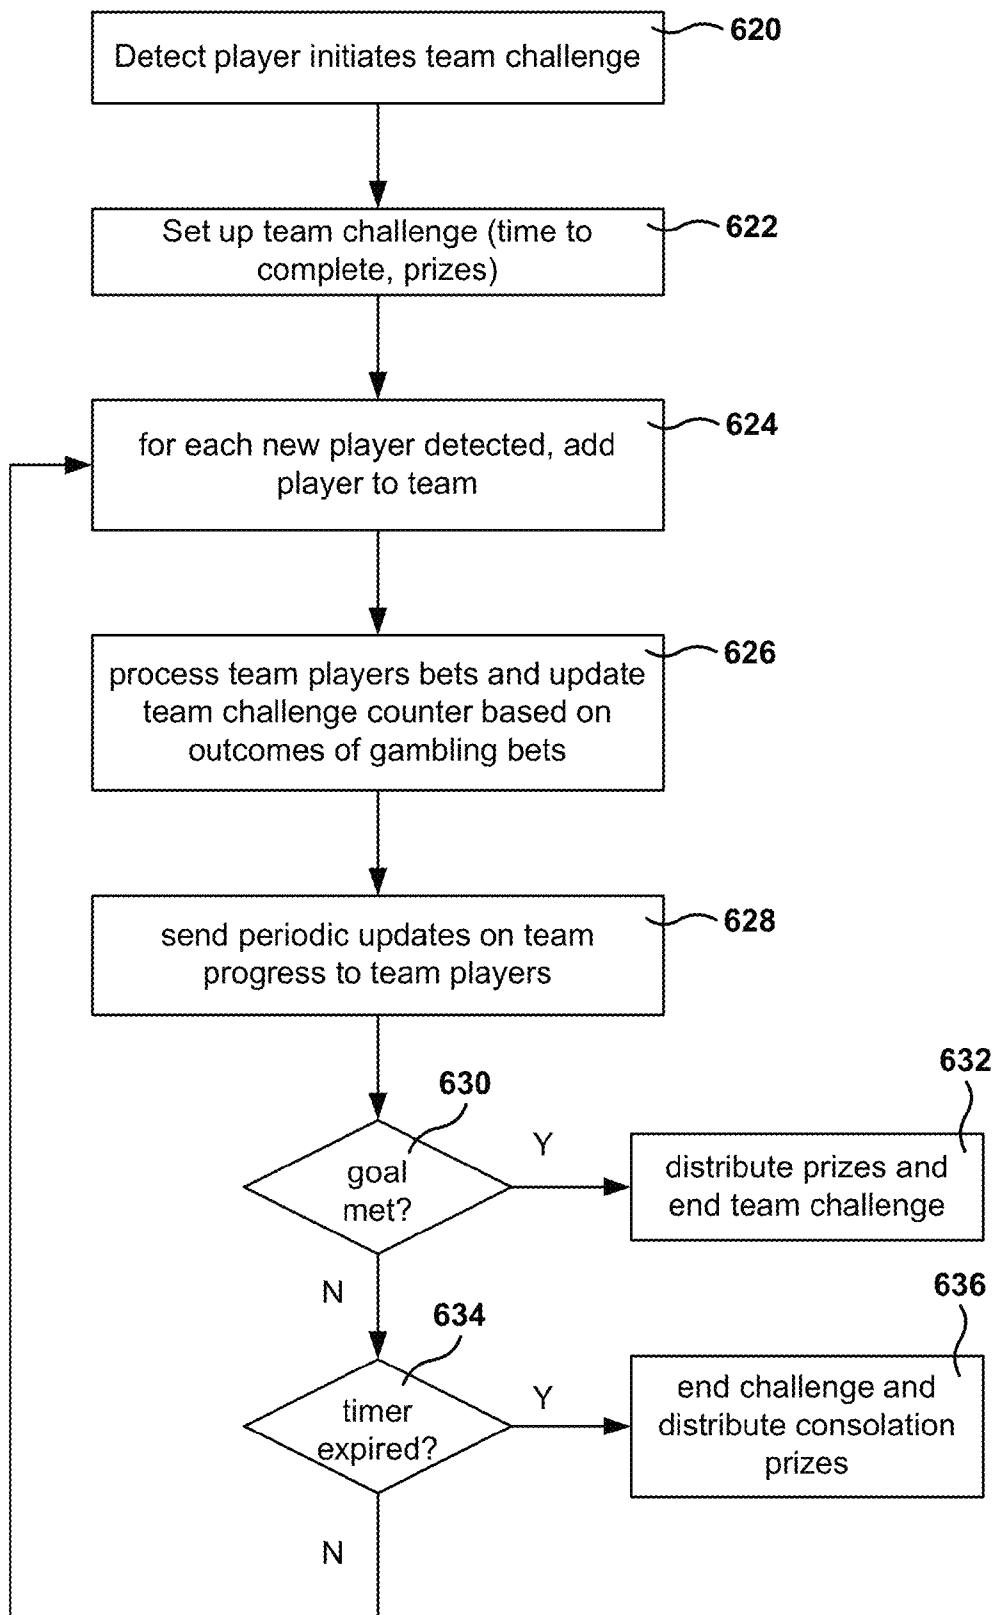 Detect player initiates team challenge
620
Set up team challenge (time to
complete, prizes)
622
for each new player detected, add
player to team
624
process team players bets and update
team challenge counter based on
outcomes of gambling bets
626
send periodic updates on team
progress to team players
628
630
goal
met?
Y
632
distribute prizes and
end team challenge
N
634
timer
expired?
Y
636
end challenge and
distribute consolation
prizes
N